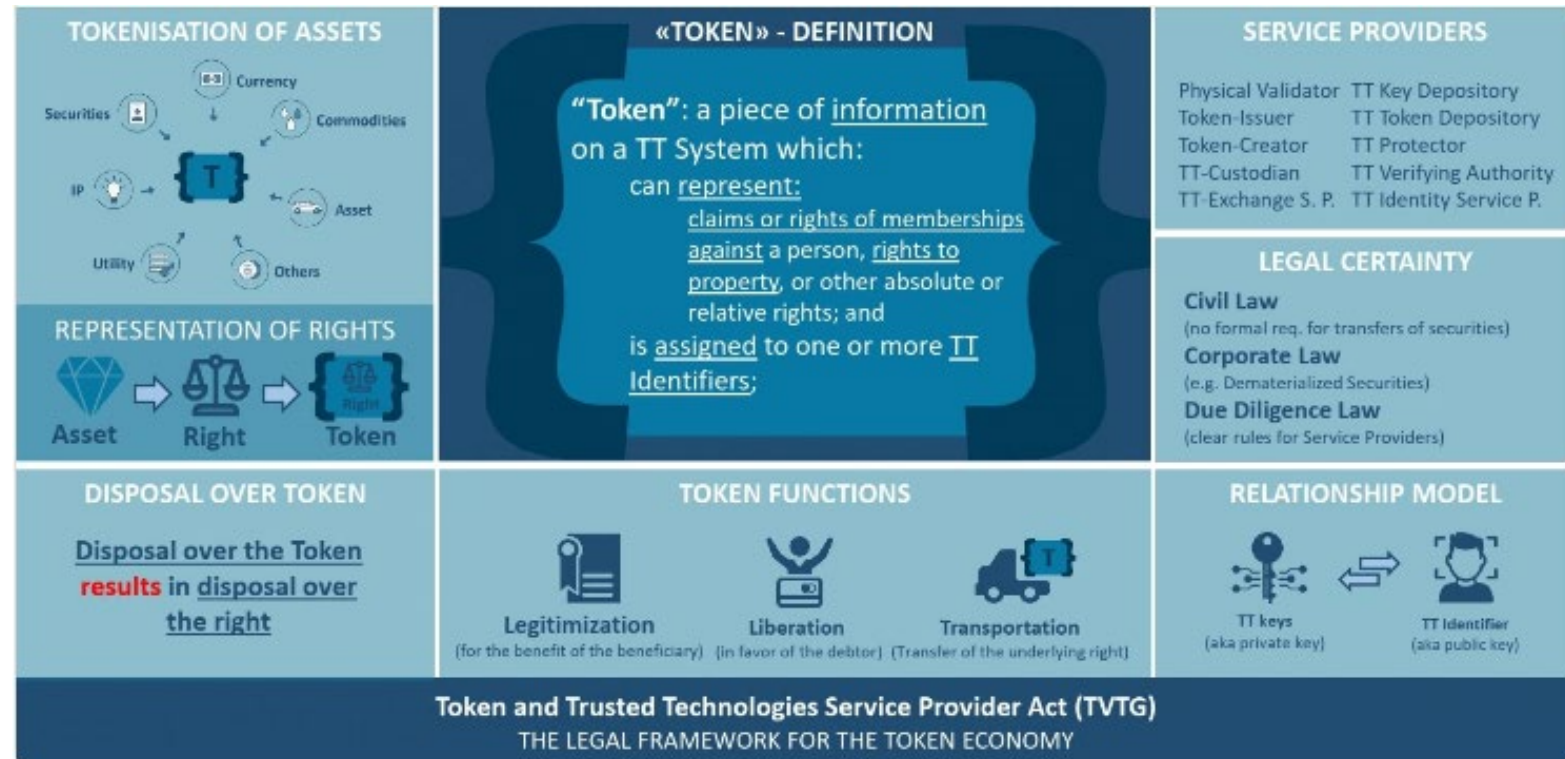 TOKENISATION OF ASSETS
Currency
Securities
Commodities
T
IP
Asset
Utility
Others
REPRESENTATION OF RIGHTS
Right
Asset
Right
Token
«TOKEN» - DEFINITION
“Token”: a piece of information
on a TT System which:
can represent:
claims or rights of memberships
against a person, rights to
property, or other absolute or
relative rights; and
is assigned to one or more TT
Identifiers;
SERVICE PROVIDERS
Physical Validator TT Key Depository
Token-Issuer TT Token Depository
Token-Creator TT Protector
TT-Custodian TT Verifying Authority
TT-Exchange S. P. TT Identity Service P.
LEGAL CERTAINTY
Civil Law
(no formal req. for transfers of securities)
Corporate Law
(e.g. Dematerialized Securities)
Due Diligence Law
(clear rules for Service Providers)
DISPOSAL OVER TOKEN
Disposal over the Token
results in disposal over
the right
TOKEN FUNCTIONS
T
Legitimization
(for the benefit of the beneficiary)
Liberation
(in favor of the debtor)
Transportation
(Transfer of the underlying right)
RELATIONSHIP MODEL
TT keys
(aka private key)
TT Identifier
(aka public key)
Token and Trusted Technologies Service Provider Act (TVTG)
THE LEGAL FRAMEWORK FOR THE TOKEN ECONOMY